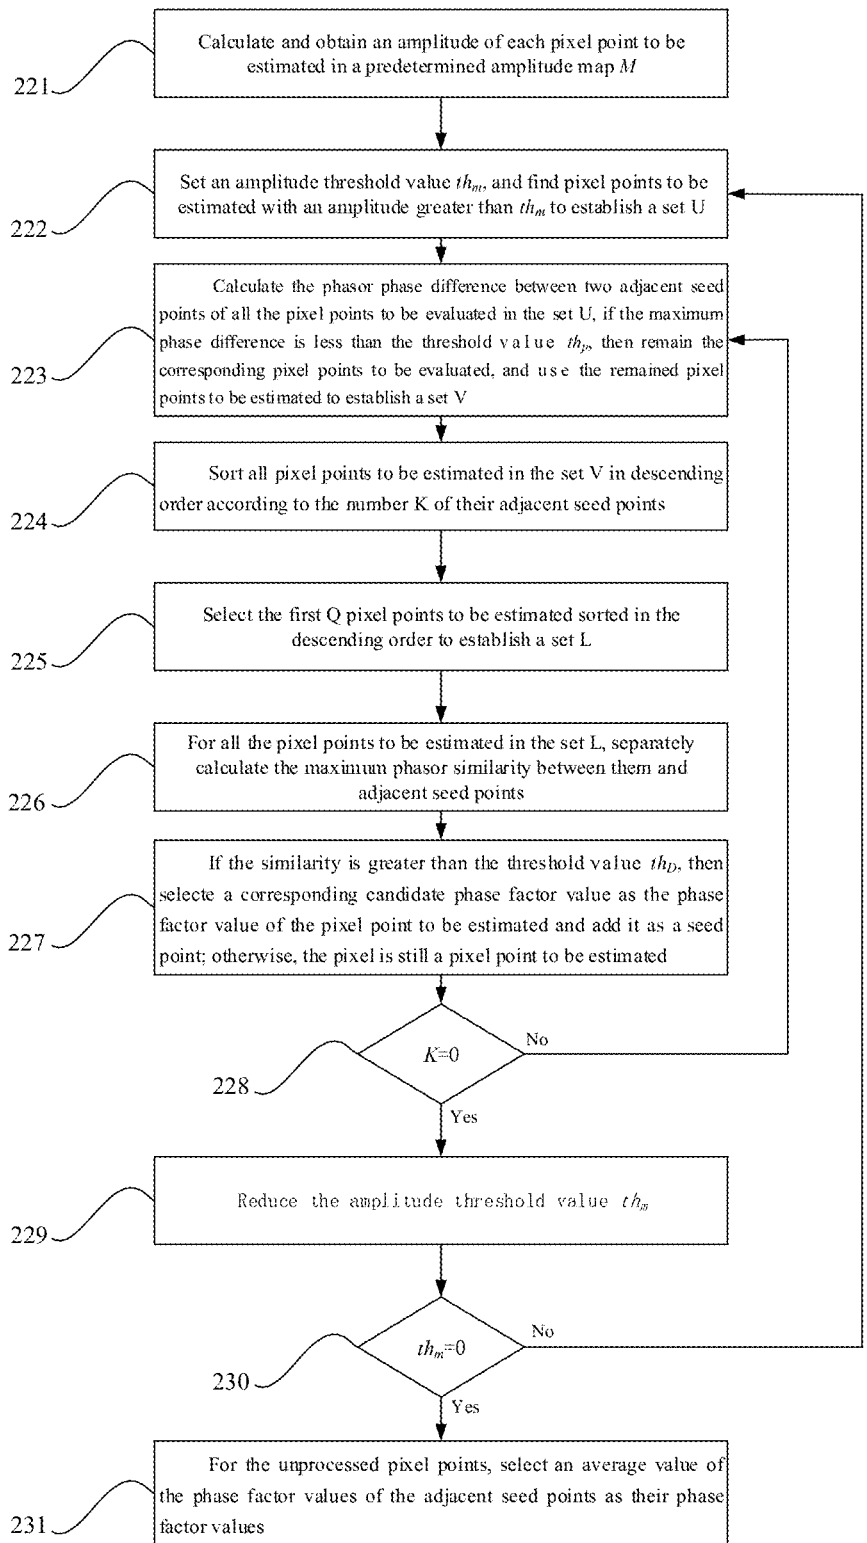 Calculate and obtain an amplitude of each pixel point to be
estimated in a predetermined amplitude map M
221
Set an amplitude threshold value thm, and find pixel points to be
estimated with an amplitude greater than thm to establish a set U
222
Calculate the phasor phase difference between two adjacent seed
points of all the pixel points to be evaluated in the set U, if the maximum
phase difference is less than the threshold value thp, then remain the
corresponding pixel points to be evaluated, and use the remained pixel
points to be estimated to establish a set V
223
Sort all pixel points to be estimated in the set V in descending
order according to the number K of their adjacent seed points
224
Select the first Q pixel points to be estimated sorted in the
descending order to establish a set L
225
For all the pixel points to be estimated in the set L, separately
calculate the maximum phasor similarity between them and
adjacent seed points
226
If the similarity is greater than the threshold value thD, then
selecte a corresponding candidate phase factor value as the phase
factor value of the pixel point to be estimated and add it as a seed
point; otherwise, the pixel is still a pixel point to be estimated
227
K=0
No
228
Yes
Reduce the amplitude threshold value thm
229
thm=0
No
230
Yes
For the unprocessed pixel points, select an average value of
the phase factor values of the adjacent seed points as their phase
factor values
231